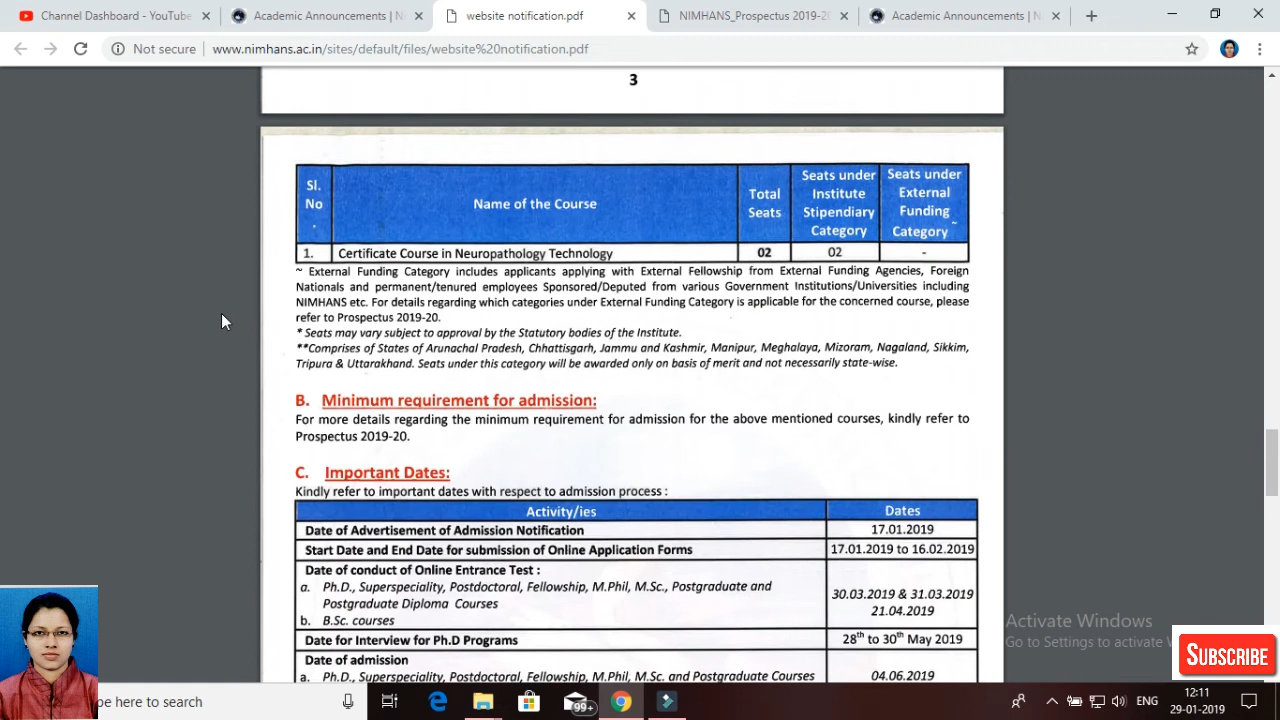 Channel Dashboard - YouTube
Academic Announcements | N
website notification.pdf
NIMHANS_Prospectus 2019-20
Academic Announcements | N
Not secure
www.nimhans.ac.in/sites/default/files/website%20notification.pdf
3
Sl. No .
Name of the Course
Total Seats
Seats under Institute Stipendiary Category
Seats under External Funding Category ~
1. Certificate Course in Neuropathology Technology 02 02 -
~ External Funding Category includes applicants applying with External Fellowship from External Funding Agencies, Foreign
Nationals and permanent/tenured employees Sponsored/Deputed from various Government Institutions/Universities including
NIMHANS etc. For details regarding which categories under External Funding Category is applicable for the concerned course, please
refer to Prospectus 2019-20.
* Seats may vary subject to approval by the Statutory bodies of the Institute.
**Comprises of States of Arunachal Pradesh, Chhattisgarh, Jammu and Kashmir, Manipur, Meghalaya, Mizoram, Nagaland, Sikkim,
Tripura & Uttarakhand. Seats under this category will be awarded only on basis of merit and not necessarily state-wise.
B. Minimum requirement for admission:
For more details regarding the minimum requirement for admission for the above mentioned courses, kindly refer to
Prospectus 2019-20.
C. Important Dates:
Kindly refer to important dates with respect to admission process :
Activity/ies Dates
Date of Advertisement of Admission Notification 17.01.2019
Start Date and End Date for submission of Online Application Forms 17.01.2019 to 16.02.2019
Date of conduct of Online Entrance Test :
a. Ph.D., Superspeciality, Postdoctoral, Fellowship, M.Phil, M.Sc., Postgraduate and
Postgraduate Diploma Courses
30.03.2019 & 31.03.2019
b. B.Sc. courses
21.04.2019
Date for Interview for Ph.D Programs 28th to 30th May 2019
Date of admission
a. Ph.D., Superspeciality, Postdoctoral, M.Phil, M.Sc. and Postgraduate Courses 04.06.2019
Activate Windows
Go to Settings to activate W
SUBSCRIBE
pe here to search
99+
ENG
12:11
29-01-2019